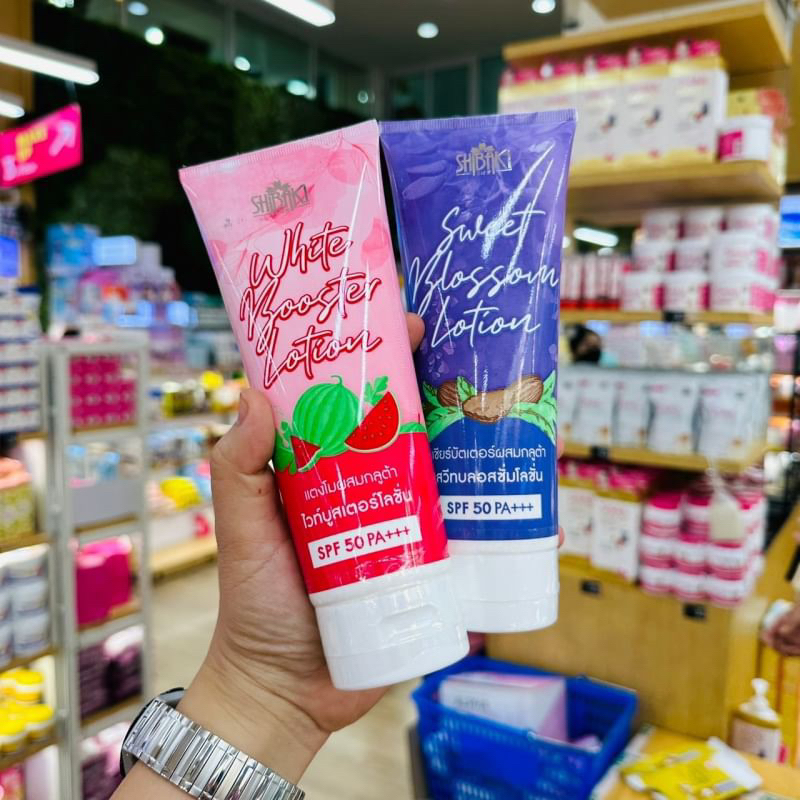 SHIBAKI
White
Booster
Lotion
แตงโมผสมกลูต้า
ไวท์บูสเตอร์โลชั่น
SPF 50 PA+++
SHIBAKI
Sweet
Blossom
Lotion
เชียร์บัตเตอร์ผสมกลูต้า
สวีทบลอสซั่มโลชั่น
SPF 50 PA+++